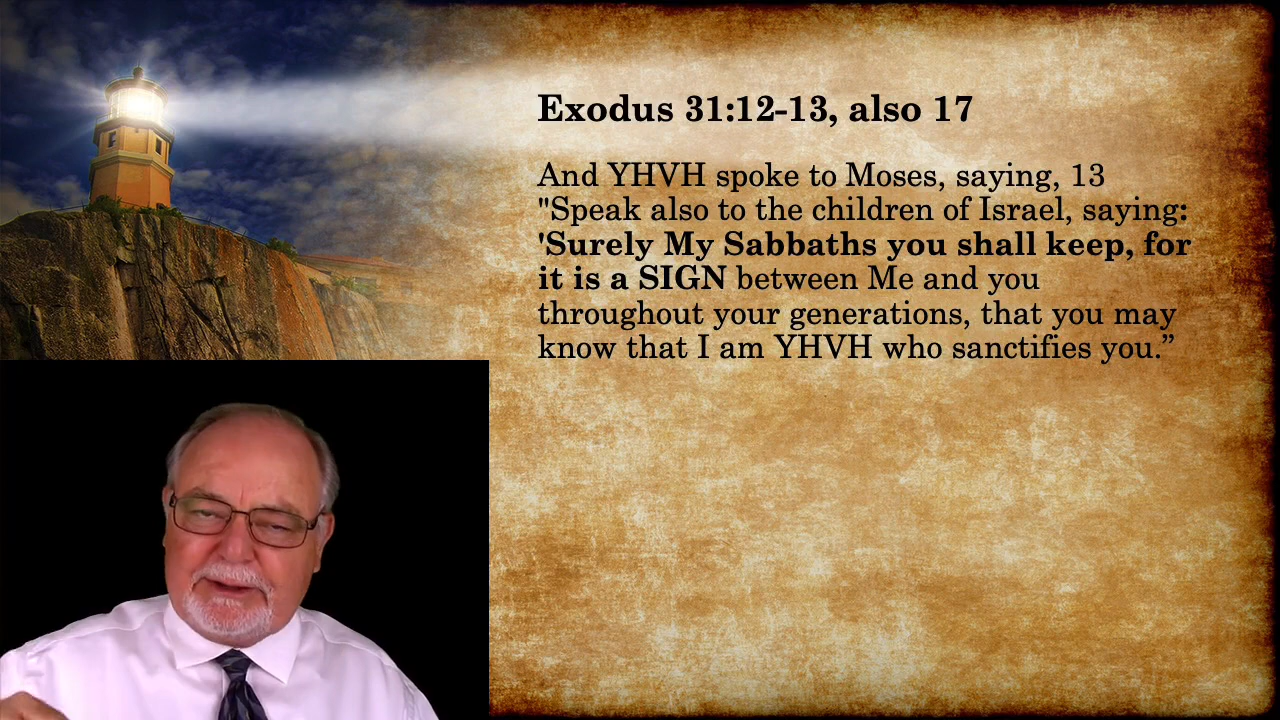 Exodus 31:12-13, also 17
And YHVH spoke to Moses, saying, 13
"Speak also to the children of Israel, saying:
'Surely My Sabbaths you shall keep, for
it is a SIGN between Me and you
throughout your generations, that you may
know that I am YHVH who sanctifies you.”